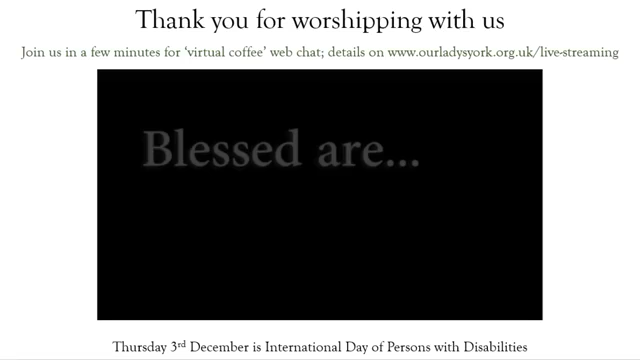 Thank you for worshipping with us
Join us in a few minutes for ‘virtual coffee’ web chat; details on www.ourladysyork.org.uk/live-streaming
Blessed are...
Thursday 3rd December is International Day of Persons with Disabilities